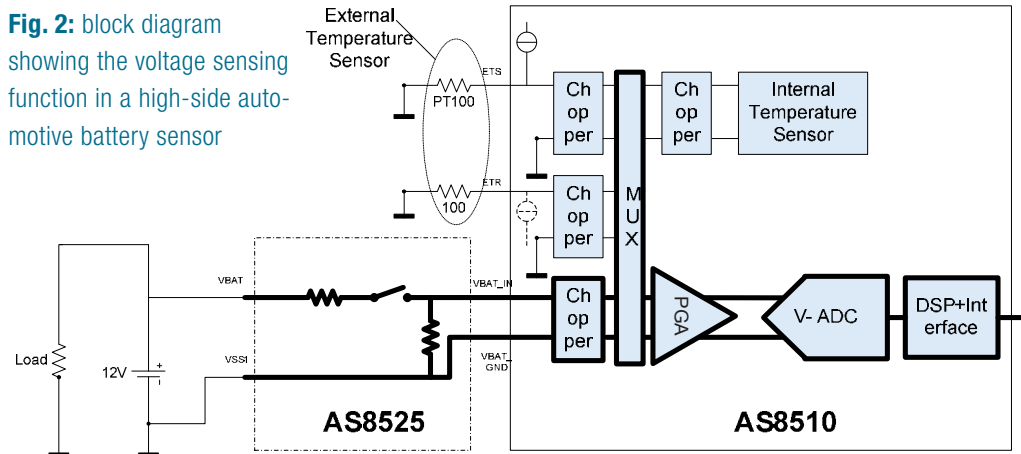 Fig. 2: block diagram
showing the voltage sensing
function in a high-side auto-
motive battery sensor
External
Temperature
Sensor
ETS
PT100
ETR
100
Ch
op
per
Ch
op
per
Internal
Temperature
Sensor
Ch
op
per
M
U
X
VBAT
VBAT_IN
Ch
op
per
PGA
V- ADC
DSP+Int
erface
Load
12V
+
-
VSS1
VBAT_
GND
AS8525
AS8510